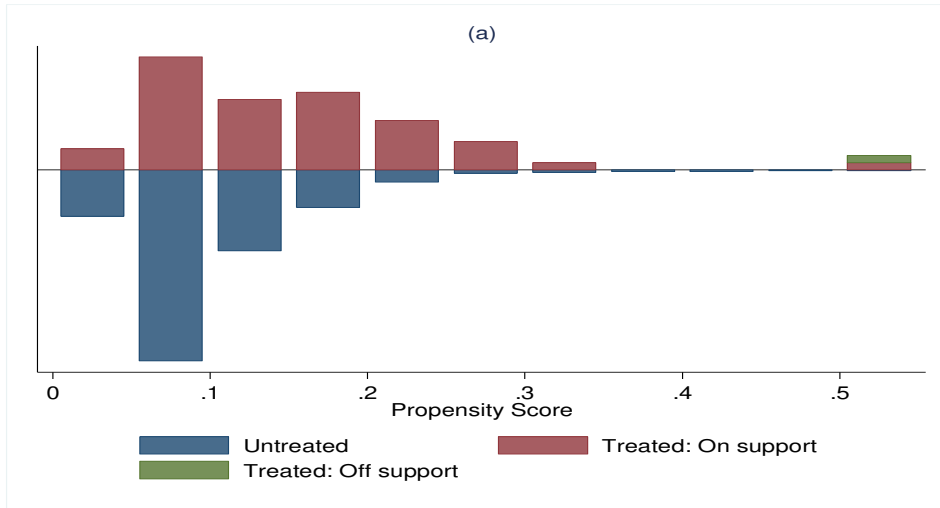 (a)
0 .1 .2 .3 .4 .5
Propensity Score
Untreated Treated: On support
Treated: Off support